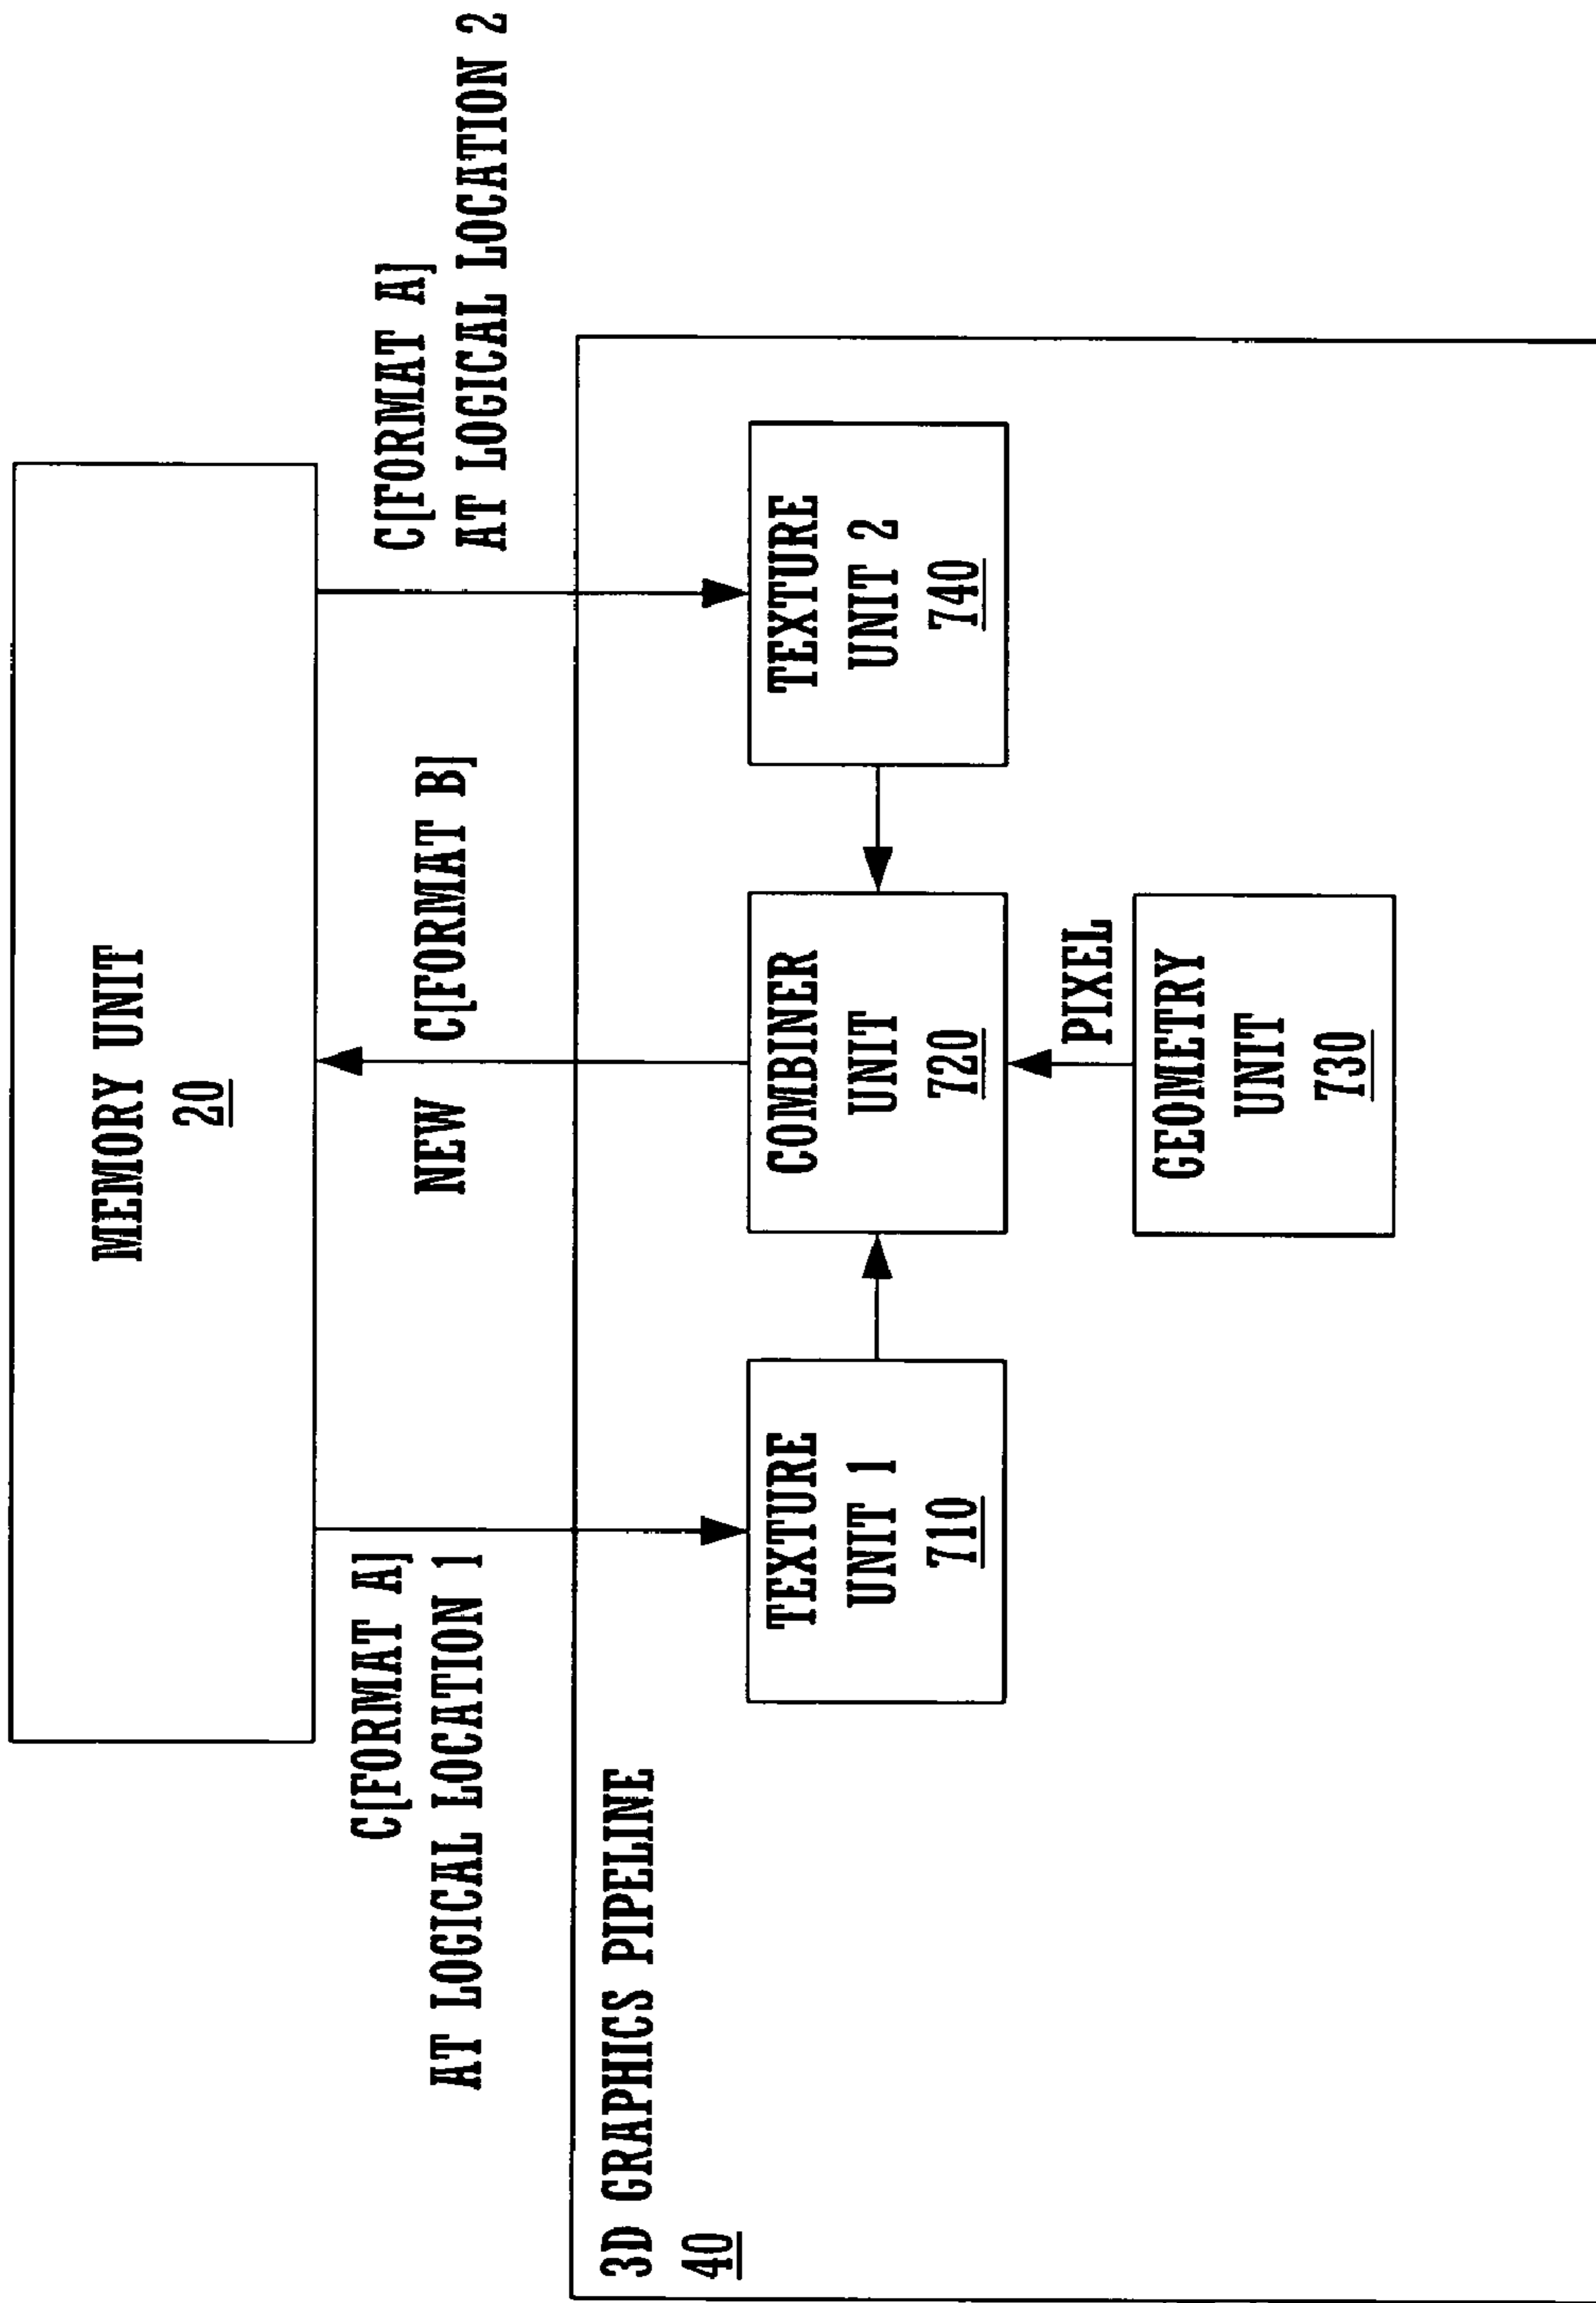 MEMORY UNIT
20
C[FORMAT A]
AT LOGICAL LOCATION 1
NEW C[FORMAT B]
C[FORMAT A]
AT LOGICAL LOCATION 2
3D GRAPHICS PIPELINE
40
TEXTURE
UNIT 1
710
COMBINER
UNIT
720
TEXTURE
UNIT 2
740
PIXEL
GEOMETRY
UNIT
730